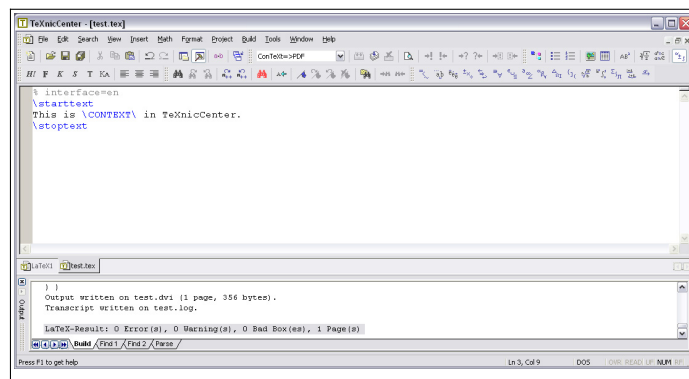 TeXnicCenter - [test.tex]
File Edit Search View Insert Math Format Project Build Tools Window Help
ConTeXt=>PDF
% interface=en
\starttext
This is \CONTEXT\ in TeXnicCenter.
\stoptext
LaTeX1 test.tex
Output
) )
Output written on test.dvi (1 page, 356 bytes).
Transcript written on test.log.
LaTeX-Result: 0 Error(s), 0 Warning(s), 0 Bad Box(es), 1 Page(s)
Build Find 1 Find 2 Parse
Press F1 to get help Ln 3, Col 9 DOS OVR READ UP NUM RP